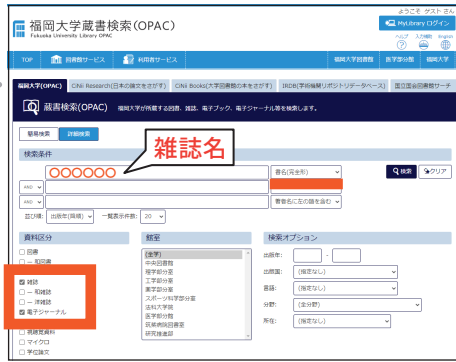 ようこそ ゲスト さん
福岡大学蔵書検索(OPAC)
Fukuoka University Library OPAC
MyLibrary ログイン
ヘルプ 入力補助 English
TOP 図書館サービス 利用者サービス 福岡大学図書館 医学部分館 福岡大学
福岡大学(OPAC) CiNii Research(日本の論文をさがす) CiNii Books(大学図書館の本をさがす) IRDB(学術機関リポジトリデータベース) 国立国会図書館サーチ
蔵書検索(OPAC) 福岡大学が所蔵する図書、雑誌、電子ブック、電子ジャーナル等を検索します。
簡易検索 詳細検索
雑誌名
検索条件
〇〇〇〇〇〇 書名(完全形) 検索 クリア
AND
AND 著者名に左の語を含む
並び順: 出版年(降順) 一覧表示件数: 20
資料区分 館室 検索オプション
図書
― 和図書
雑誌
― 和雑誌
― 洋雑誌
電子ジャーナル
視聴覚資料
マイクロ
学位論文
(全学)
中央図書館
理学部分室
工学部分室
薬学部分室
スポーツ科学部分室
法科大学院
医学部分館
筑紫病院図書室
研究推進部
出版年: -
出版国: (指定なし)
言語: (指定なし)
分野: (全分野)
所在: (指定なし)